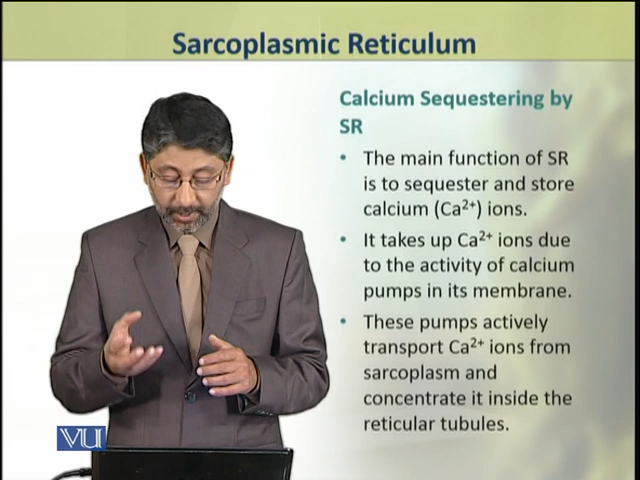 Sarcoplasmic Reticulum
Calcium Sequestering by
SR
• The main function of SR
is to sequester and store
calcium (Ca²⁺) ions.
• It takes up Ca²⁺ ions due
to the activity of calcium
pumps in its membrane.
• These pumps actively
transport Ca²⁺ ions from
sarcoplasm and
concentrate it inside the
reticular tubules.
VU